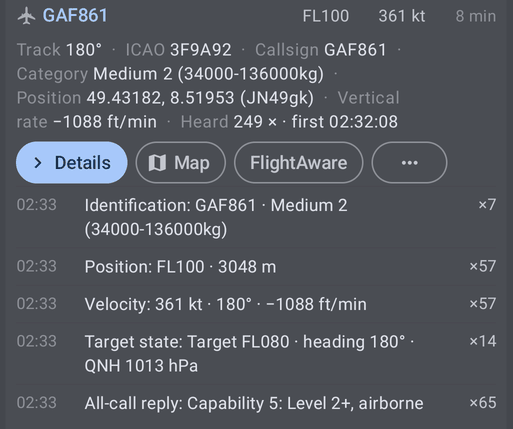 GAF861 FL100 361 kt 8 min
Track 180° · ICAO 3F9A92 · Callsign GAF861 ·
Category Medium 2 (34000-136000kg) ·
Position 49.43182, 8.51953 (JN49gk) · Vertical
rate −1088 ft/min · Heard 249 × · first 02:32:08
Details Map FlightAware ···
02:33 Identification: GAF861 · Medium 2 ×7
(34000-136000kg)
02:33 Position: FL100 · 3048 m ×57
02:33 Velocity: 361 kt · 180° · −1088 ft/min ×57
02:33 Target state: Target FL080 · heading 180° · ×14
QNH 1013 hPa
02:33 All-call reply: Capability 5: Level 2+, airborne ×65